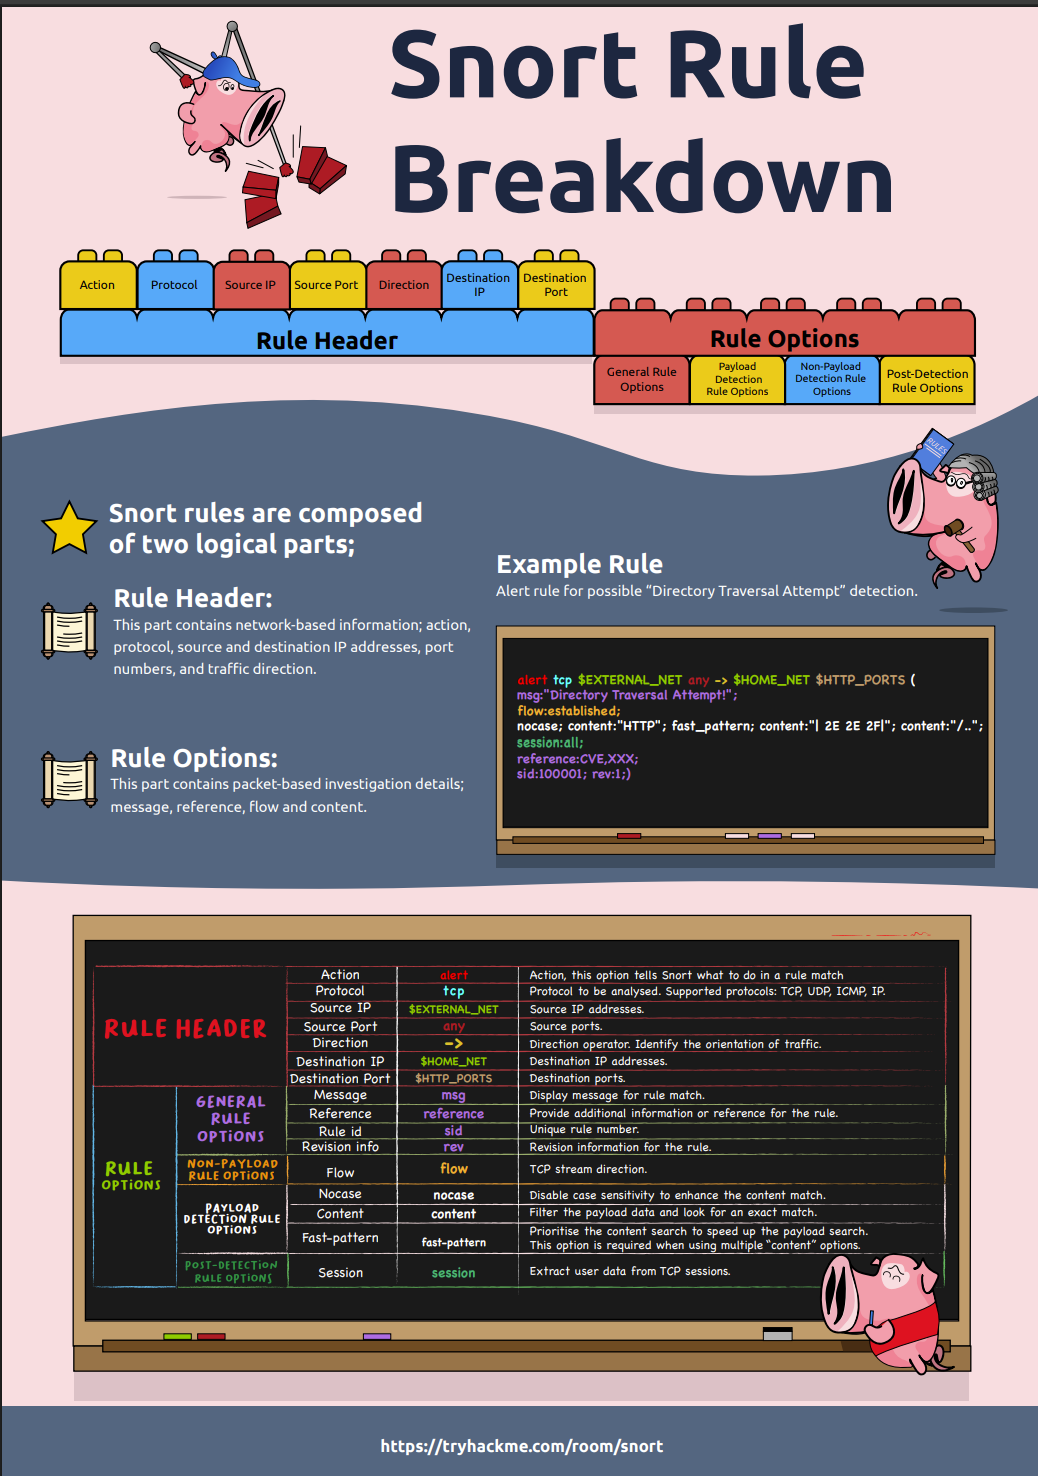 Snort Rule
Breakdown
Action Protocol Source IP Source Port Direction Destination IP Destination Port
Rule Header
Rule Options
General Rule Options
Payload Detection Rule Options
Non-Payload Detection Rule Options
Post-Detection Rule Options
RULES
Snort rules are composed
of two logical parts;
Rule Header:
This part contains network-based information; action,
protocol, source and destination IP addresses, port
numbers, and traffic direction.
Rule Options:
This part contains packet-based investigation details;
message, reference, flow and content.
Example Rule
Alert rule for possible “Directory Traversal Attempt” detection.
alert tcp $EXTERNAL_NET any -> $HOME_NET $HTTP_PORTS (
msg:"Directory Traversal Attempt!";
flow:established;
nocase; content:"HTTP"; fast_pattern; content:"| 2E 2E 2F|"; content:"/..";
session:all;
reference:CVE,XXX;
sid:100001; rev:1;)
RULE HEADER
Action alert Action, this option tells Snort what to do in a rule match
Protocol tcp Protocol to be analysed. Supported protocols: TCP, UDP, ICMP, IP.
Source IP $EXTERNAL_NET Source IP addresses.
Source Port any Source ports.
Direction -> Direction operator. Identify the orientation of traffic.
Destination IP $HOME_NET Destination IP addresses.
Destination Port $HTTP_PORTS Destination ports.
RULE
OPTiONS
GENERAL
RULE
OPTiONS
Message msg Display message for rule match.
Reference reference Provide additional information or reference for the rule.
Rule id sid Unique rule number.
Revision info rev Revision information for the rule.
NON-PAYLOAD
RULE OPTiONS
Flow flow TCP stream direction.
PAYLOAD
DETECTiON RULE
OPTiONS
Nocase nocase Disable case sensitivity to enhance the content match.
Content content Filter the payload data and look for an exact match.
Fast-pattern fast-pattern Prioritise the content search to speed up the payload search.
This option is required when using multiple “content” options.
POST-DETECTiON
RULE OPTiONS
Session session Extract user data from TCP sessions.
https://tryhackme.com/room/snort